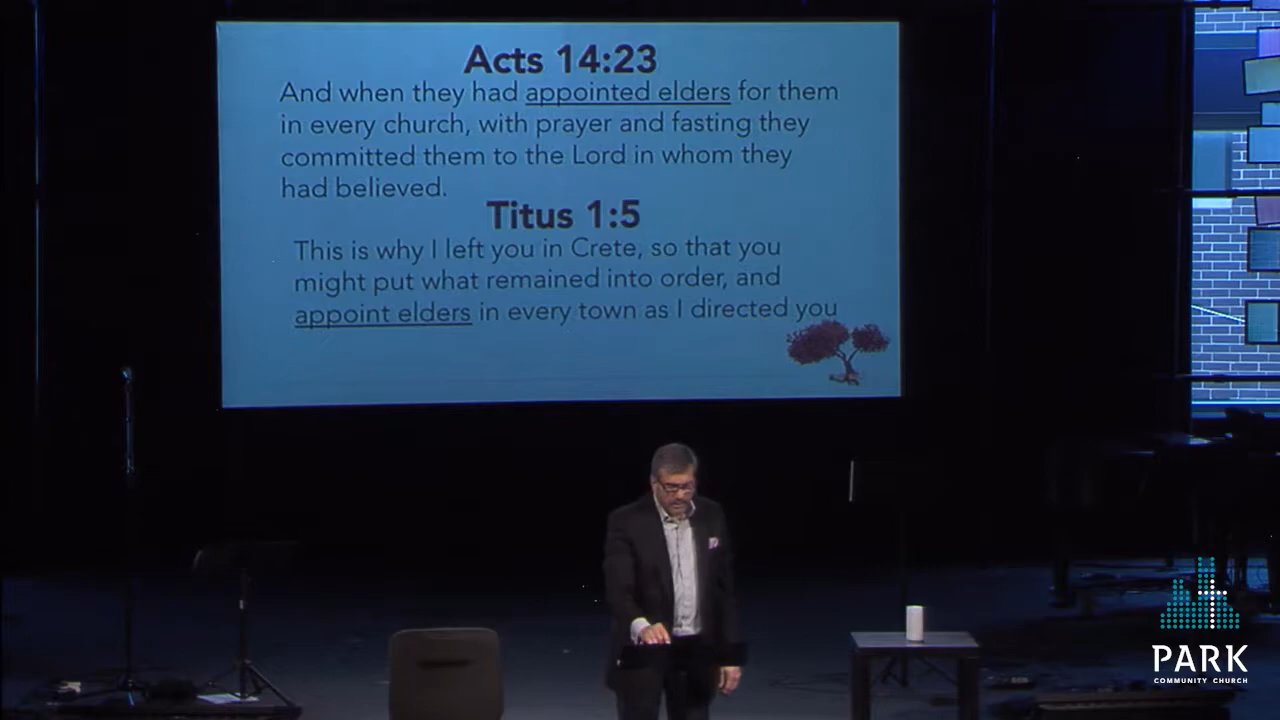 Acts 14:23
And when they had appointed elders for them
in every church, with prayer and fasting they
committed them to the Lord in whom they
had believed.
Titus 1:5
This is why I left you in Crete, so that you
might put what remained into order, and
appoint elders in every town as I directed you
PARK
COMMUNITY CHURCH